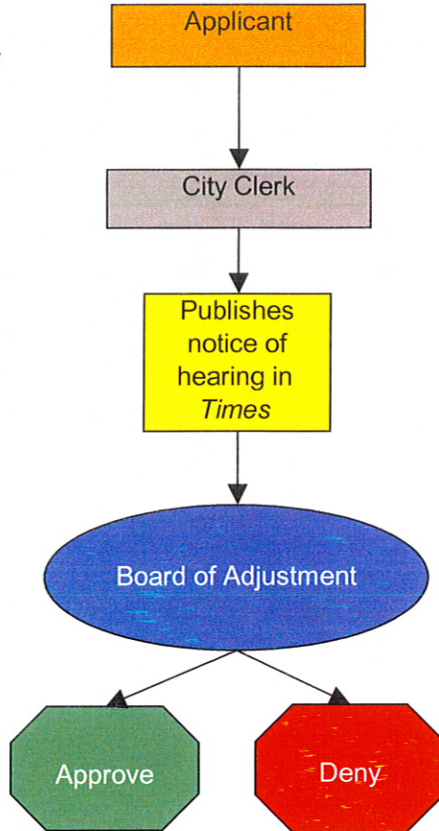 Applicant
City Clerk
Publishes
notice of
hearing in
Times
Board of Adjustment
Approve
Deny